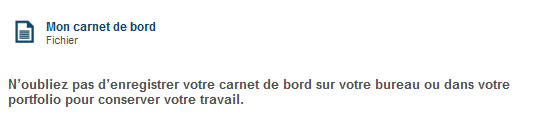 Mon carnet de bord
Fichier
N’oubliez pas d’enregistrer votre carnet de bord sur votre bureau ou dans votre
portfolio pour conserver votre travail.